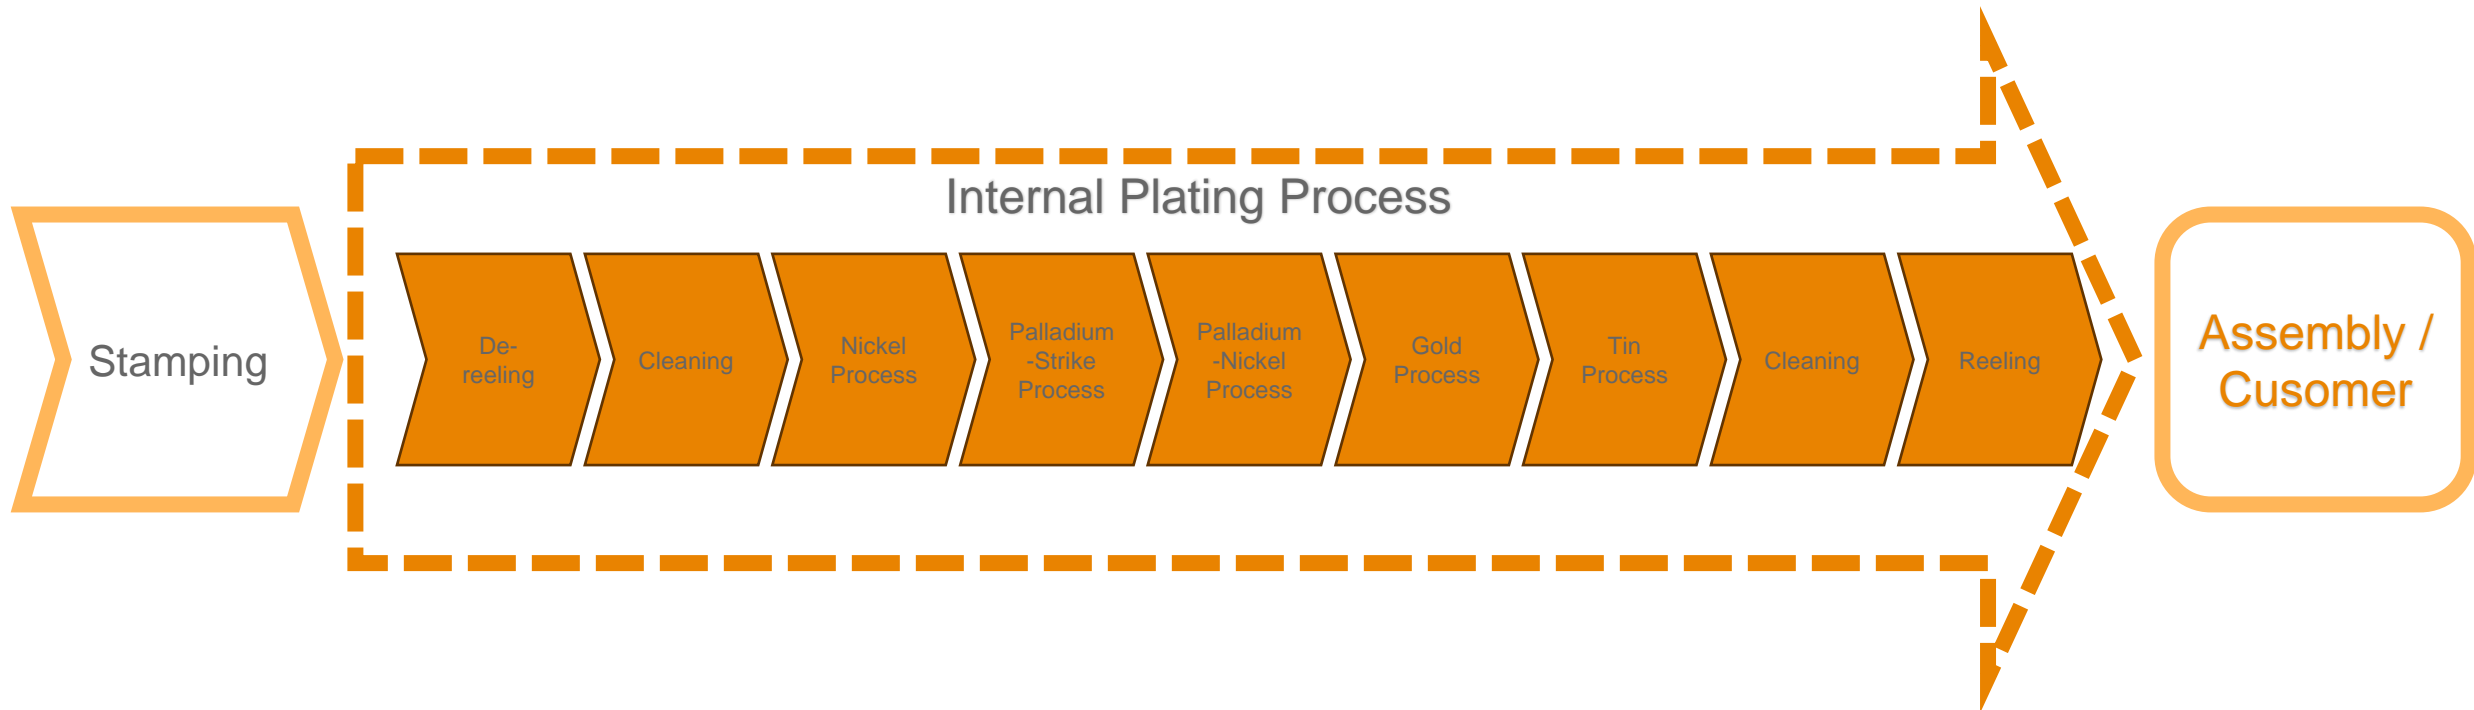 Internal Plating Process
Stamping
De-
reeling
Cleaning
Nickel
Process
Palladium
-Strike
Process
Palladium
-Nickel
Process
Gold
Process
Tin
Process
Cleaning
Reeling
Assembly /
Cusomer